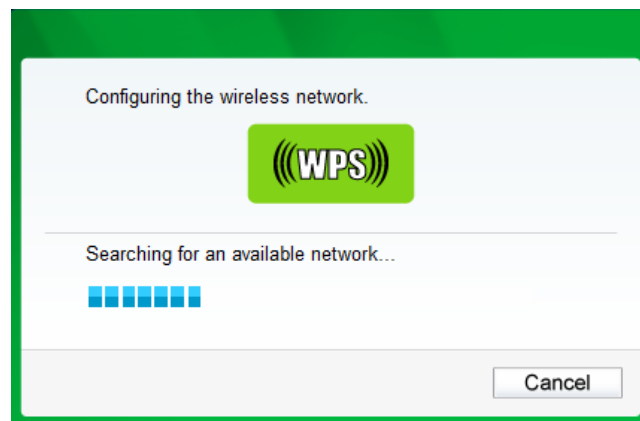 Configuring the wireless network.
(((WPS)))
Searching for an available network...
Cancel